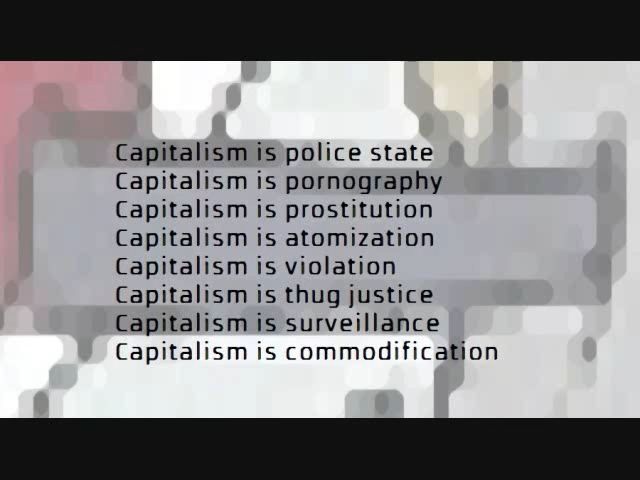 Capitalism is police state
Capitalism is pornography
Capitalism is prostitution
Capitalism is atomization
Capitalism is violation
Capitalism is thug justice
Capitalism is surveillance
Capitalism is commodification